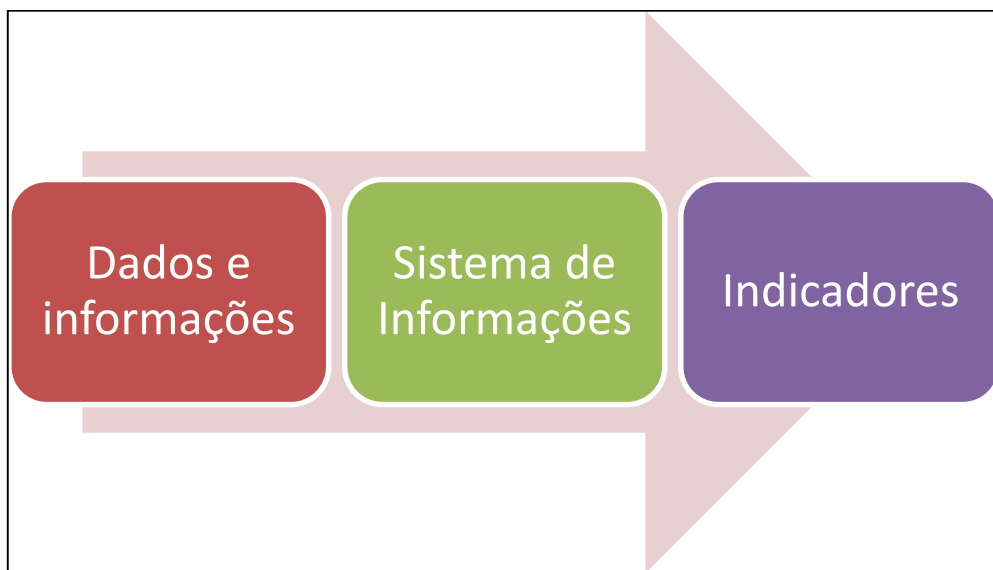 Dados e
informações
Sistema de
Informações
Indicadores